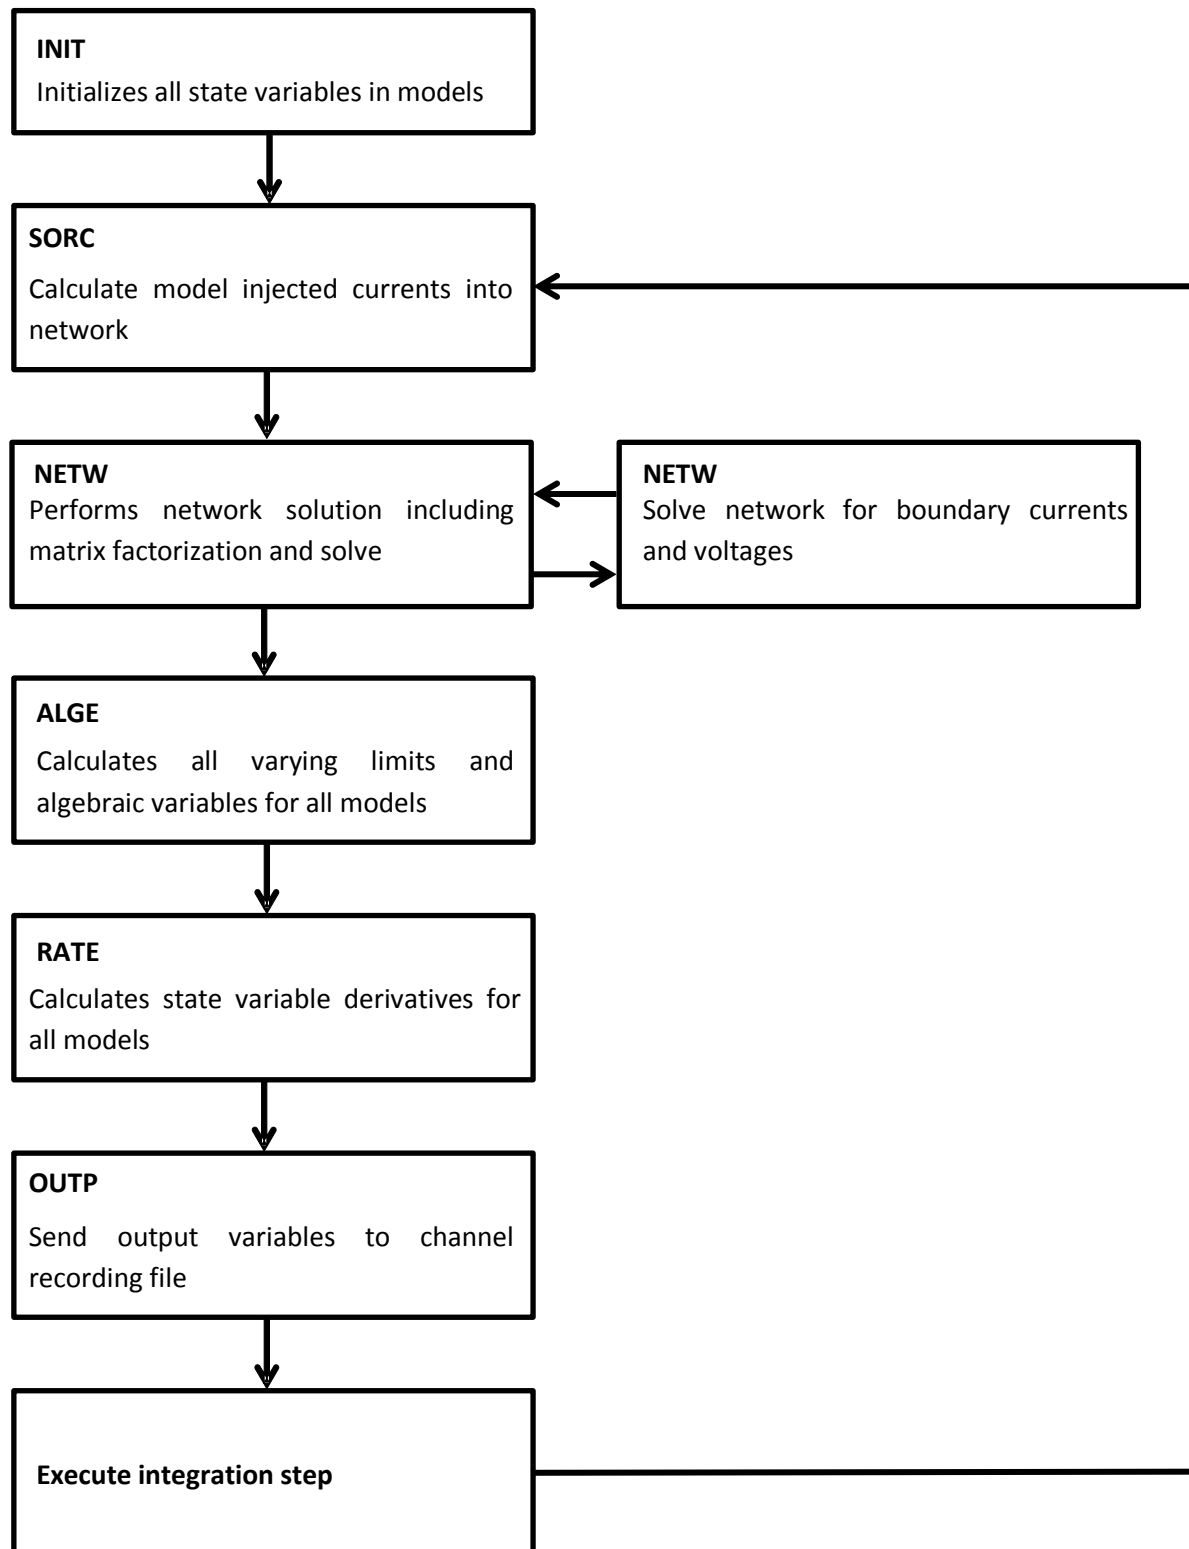 INIT
Initializes all state variables in models
SORC
Calculate model injected currents into
network
NETW
Performs network solution including
matrix factorization and solve
NETW
Solve network for boundary currents
and voltages
ALGE
Calculates all varying limits and
algebraic variables for all models
RATE
Calculates state variable derivatives for
all models
OUTP
Send output variables to channel
recording file
Execute integration step